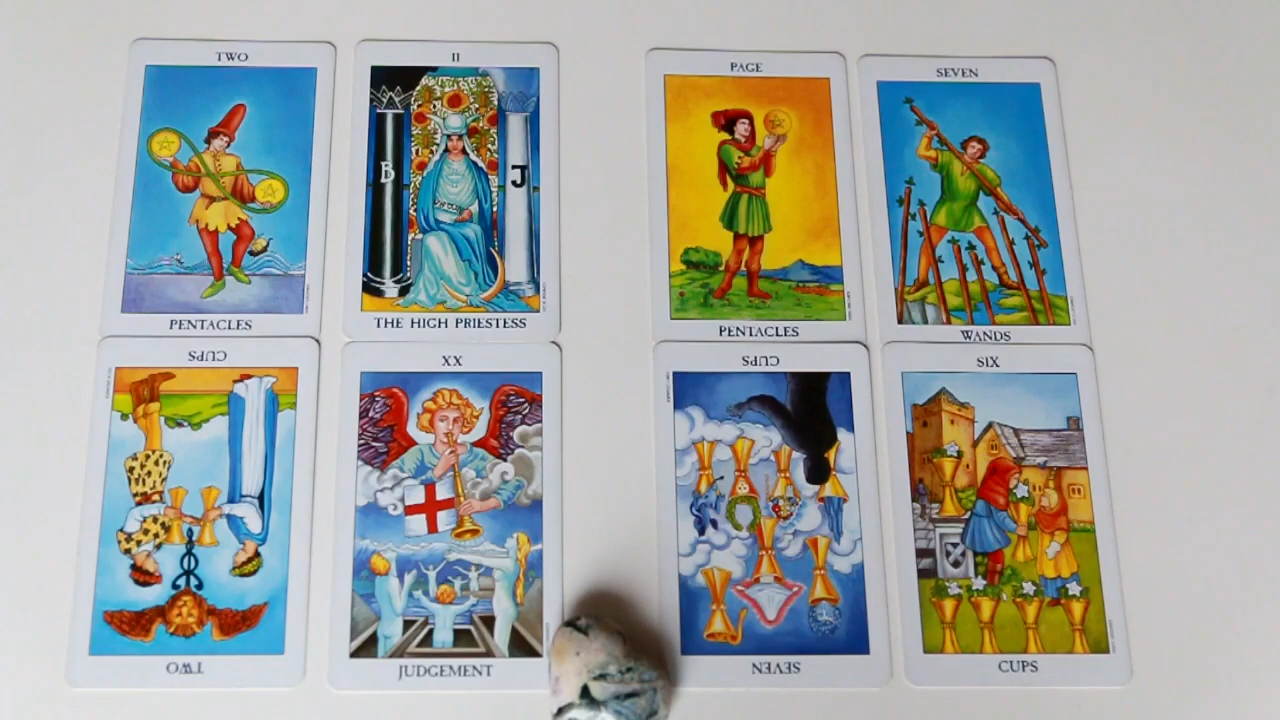 TWO
PENTACLES
II
B
J
THE HIGH PRIESTESS
PAGE
PENTACLES
SEVEN
WANDS
CUPS
TWO
XX
JUDGEMENT
CUPS
SEVEN
SIX
CUPS